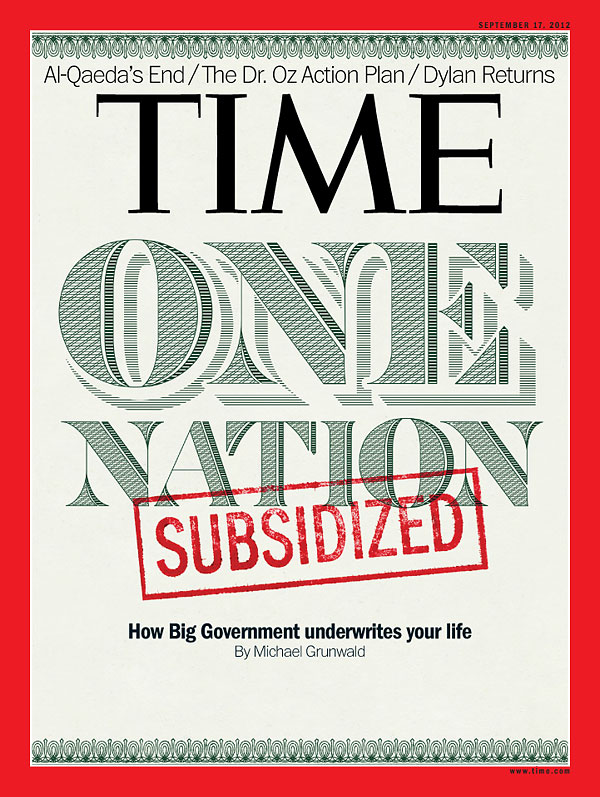 SEPTEMBER 17, 2012
Al-Qaeda's End / The Dr. Oz Action Plan / Dylan Returns
TIME
ONE
NATION
SUBSIDIZED
How Big Government underwrites your life
By Michael Grunwald
www.time.com